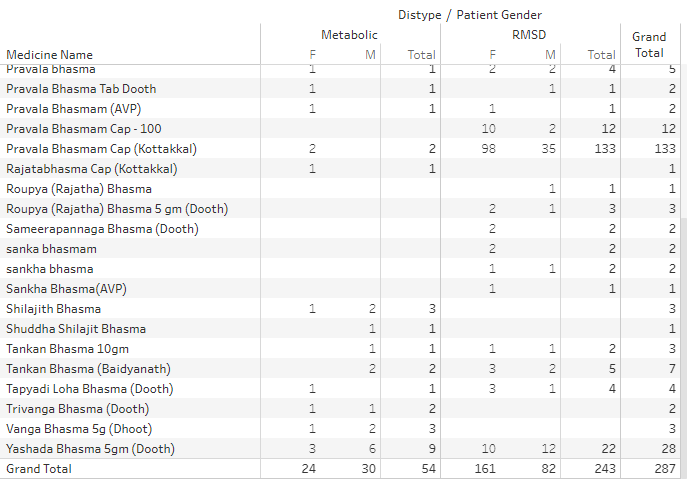 Distype / Patient Gender
Metabolic RMSD Grand Total
Medicine Name F M Total F M Total
Pravala bhasma 1 1 2 2 4 5
Pravala Bhasma Tab Dooth 1 1 1 1 2
Pravala Bhasmam (AVP) 1 1 1 1 2
Pravala Bhasmam Cap - 100 10 2 12 12
Pravala Bhasmam Cap (Kottakkal) 2 2 98 35 133 133
Rajatabhasma Cap (Kottakkal) 1 1 1
Roupya (Rajatha) Bhasma 1 1 1
Roupya (Rajatha) Bhasma 5 gm (Dooth) 2 1 3 3
Sameerapannaga Bhasma (Dooth) 2 2 2
sanka bhasmam 2 2 2
sankha bhasma 1 1 2 2
Sankha Bhasma(AVP) 1 1 1
Shilajith Bhasma 1 2 3 3
Shuddha Shilajit Bhasma 1 1 1
Tankan Bhasma 10gm 1 1 1 1 2 3
Tankan Bhasma (Baidyanath) 2 2 3 2 5 7
Tapyadi Loha Bhasma (Dooth) 1 1 3 1 4 4
Trivanga Bhasma (Dooth) 1 1 2 2
Vanga Bhasma 5g (Dhoot) 1 2 3 3
Yashada Bhasma 5gm (Dooth) 3 6 9 10 12 22 28
Grand Total 24 30 54 161 82 243 287